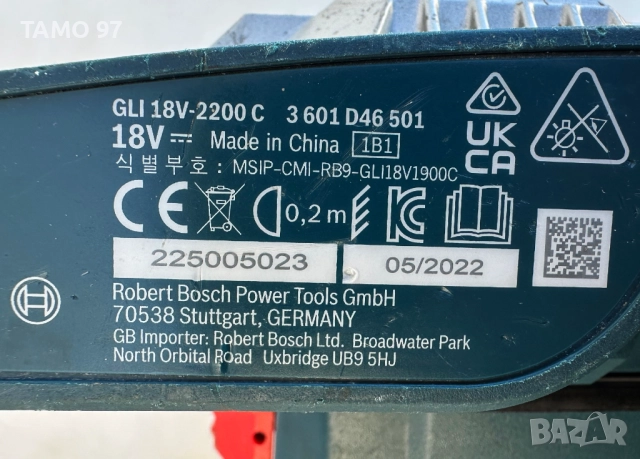 TAMO 97
GLI 18V-2200 C 3 601 D46 501
18V Made in China 1B1
식별부호: MSIP-CMI-RB9-GLI18V1900C
UK
CA
CE 0,2 m KC
225005023 05/2022
Robert Bosch Power Tools GmbH
70538 Stuttgart, GERMANY
GB Importer: Robert Bosch Ltd. Broadwater Park
North Orbital Road Uxbridge UB9 5HJ
BAZAR